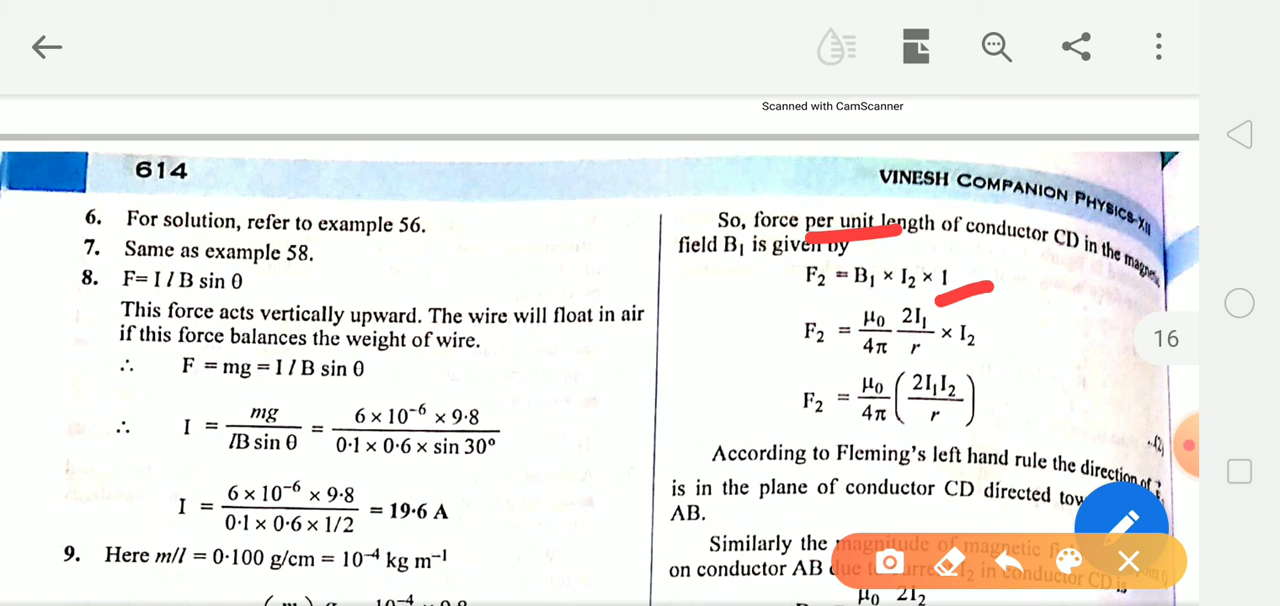 Scanned with CamScanner
614
VINESH COMPANION PHYSICS-XII
6. For solution, refer to example 56.
7. Same as example 58.
8. F= I l B sin θ
This force acts vertically upward. The wire will float in air
if this force balances the weight of wire.
∴ F = mg = I l B sin θ
∴ I = mg / lB sin θ = 6 × 10⁻⁶ × 9·8 / 0·1 × 0·6 × sin 30°
I = 6 × 10⁻⁶ × 9·8 / 0·1 × 0·6 × 1/2 = 19·6 A
9. Here m/l = 0·100 g/cm = 10⁻⁴ kg m⁻¹
So, force per unit length of conductor CD in the
field B₁ is given by
F₂ = B₁ × I₂ × 1
F₂ = μ₀/4π 2I₁/r × I₂
F₂ = μ₀/4π (2I₁I₂/r)
..(2)
According to Fleming's left hand rule the direction of
is in the plane of conductor CD directed
AB.
Similarly the magnitude of magnetic
on conductor AB I₂ in conductor CD is
μ₀ 2I₂
16